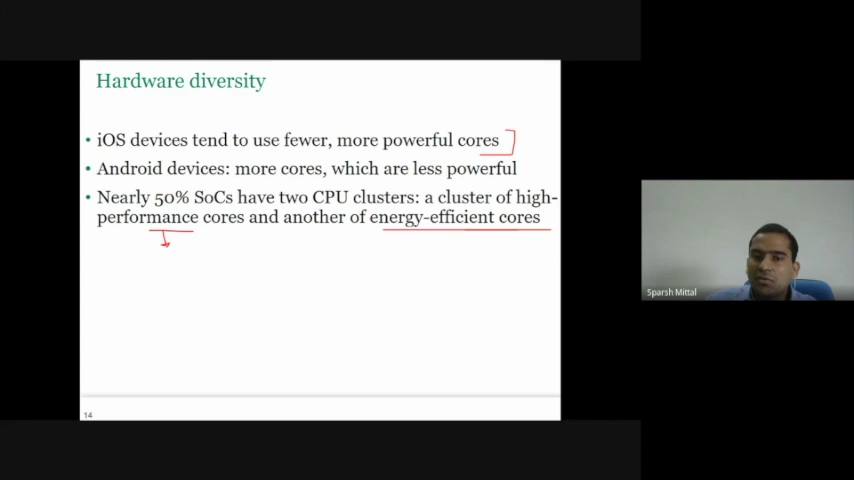 Hardware diversity
• iOS devices tend to use fewer, more powerful cores
• Android devices: more cores, which are less powerful
• Nearly 50% SoCs have two CPU clusters: a cluster of high-
performance cores and another of energy-efficient cores
Sparsh Mittal
14